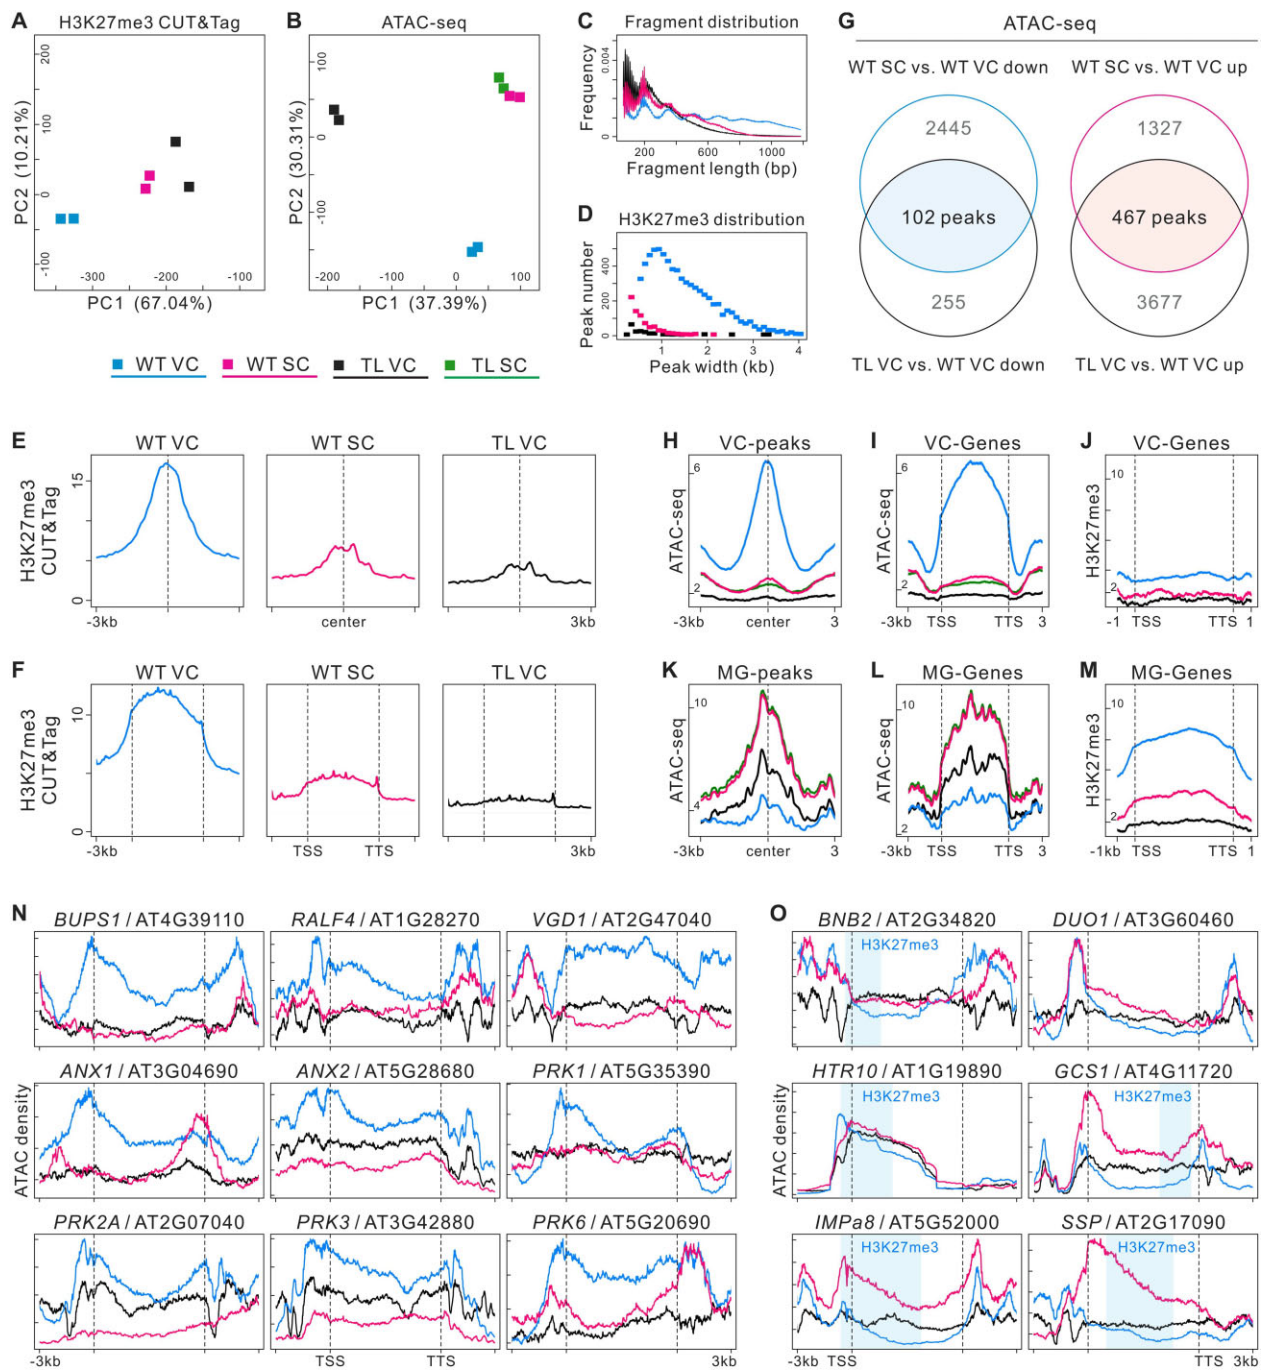 A H3K27me3 CUT&Tag
PC2 (10.21%)
200
100
0
-100
-300 -200 -100
PC1 (67.04%)
B ATAC-seq
PC2 (30.31%)
100
0
-100
-200 -100 0 100
PC1 (37.39%)
WT VC WT SC TL VC TL SC
C Fragment distribution
Frequency
0.004
0
200 600 1000
Fragment length (bp)
D H3K27me3 distribution
Peak number
400
200
0
1 2 3 4
Peak width (kb)
G ATAC-seq
WT SC vs. WT VC down WT SC vs. WT VC up
2445 1327
102 peaks 467 peaks
255 3677
TL VC vs. WT VC down TL VC vs. WT VC up
E WT VC WT SC TL VC
H3K27me3
CUT&Tag
15
0
-3kb center 3kb
F WT VC WT SC TL VC
H3K27me3
CUT&Tag
10
0
-3kb TSS TTS 3kb
H VC-peaks
ATAC-seq
6
2
-3kb center 3
I VC-Genes
ATAC-seq
6
2
-3kb TSS TTS 3
J VC-Genes
H3K27me3
10
2
-1 TSS TTS 1
K MG-peaks
ATAC-seq
10
4
-3kb center 3
L MG-Genes
ATAC-seq
10
2
-3kb TSS TTS 3
M MG-Genes
H3K27me3
10
2
-1kb TSS TTS 1
N BUPS1 / AT4G39110 RALF4 / AT1G28270 VGD1 / AT2G47040
ANX1 / AT3G04690 ANX2 / AT5G28680 PRK1 / AT5G35390
ATAC density
PRK2A / AT2G07040 PRK3 / AT3G42880 PRK6 / AT5G20690
-3kb TSS TTS 3kb
O BNB2 / AT2G34820 DUO1 / AT3G60460
H3K27me3
HTR10 / AT1G19890 GCS1 / AT4G11720
H3K27me3 H3K27me3
IMPa8 / AT5G52000 SSP / AT2G17090
H3K27me3 H3K27me3
-3kb TSS TTS 3kb